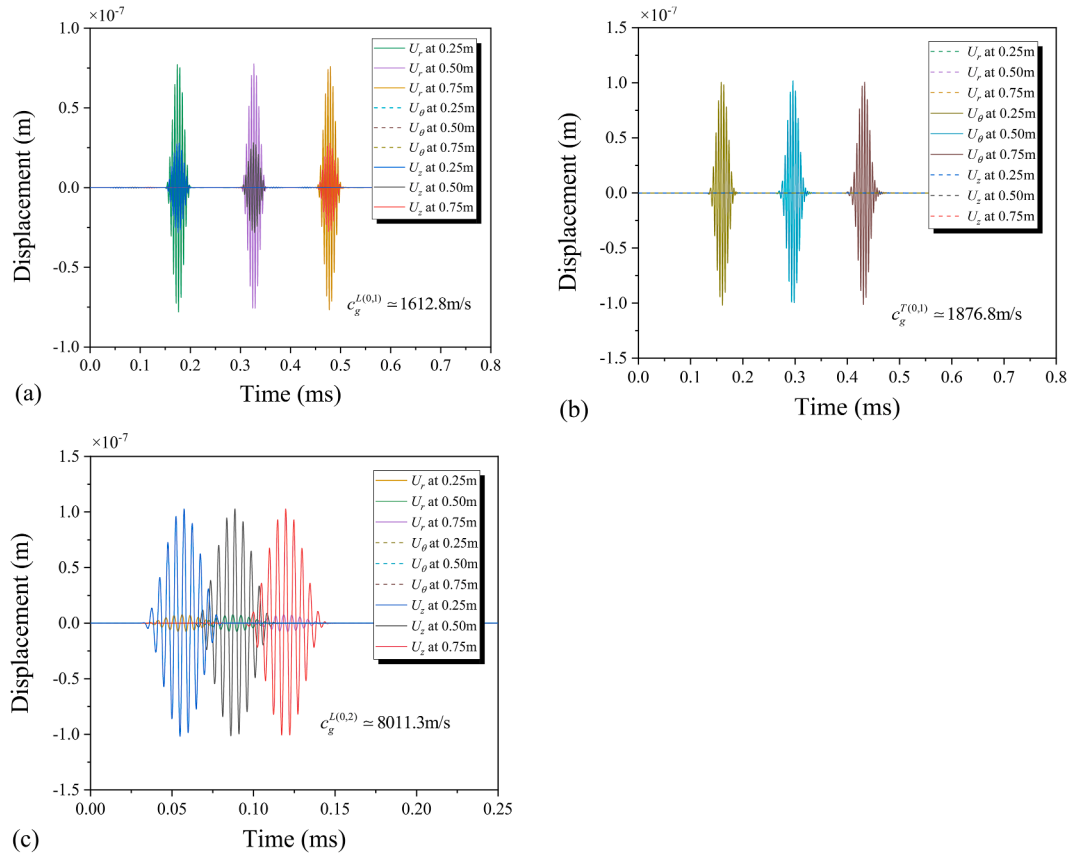 ×10⁻⁷
1.0
0.5
0.0
-0.5
-1.0
Displacement (m)
U_r at 0.25m
U_r at 0.50m
U_r at 0.75m
U_θ at 0.25m
U_θ at 0.50m
U_θ at 0.75m
U_z at 0.25m
U_z at 0.50m
U_z at 0.75m
c_g^{L(0,1)} ≃ 1612.8m/s
0.0 0.1 0.2 0.3 0.4 0.5 0.6 0.7 0.8
Time (ms)
(a)
×10⁻⁷
1.5
1.0
0.5
0.0
-0.5
-1.0
-1.5
Displacement (m)
U_r at 0.25m
U_r at 0.50m
U_r at 0.75m
U_θ at 0.25m
U_θ at 0.50m
U_θ at 0.75m
U_z at 0.25m
U_z at 0.50m
U_z at 0.75m
c_g^{T(0,1)} ≃ 1876.8m/s
0.0 0.1 0.2 0.3 0.4 0.5 0.6 0.7 0.8
Time (ms)
(b)
×10⁻⁷
1.5
1.0
0.5
0.0
-0.5
-1.0
-1.5
Displacement (m)
U_r at 0.25m
U_r at 0.50m
U_r at 0.75m
U_θ at 0.25m
U_θ at 0.50m
U_θ at 0.75m
U_z at 0.25m
U_z at 0.50m
U_z at 0.75m
c_g^{L(0,2)} ≃ 8011.3m/s
0.00 0.05 0.10 0.15 0.20 0.25
Time (ms)
(c)